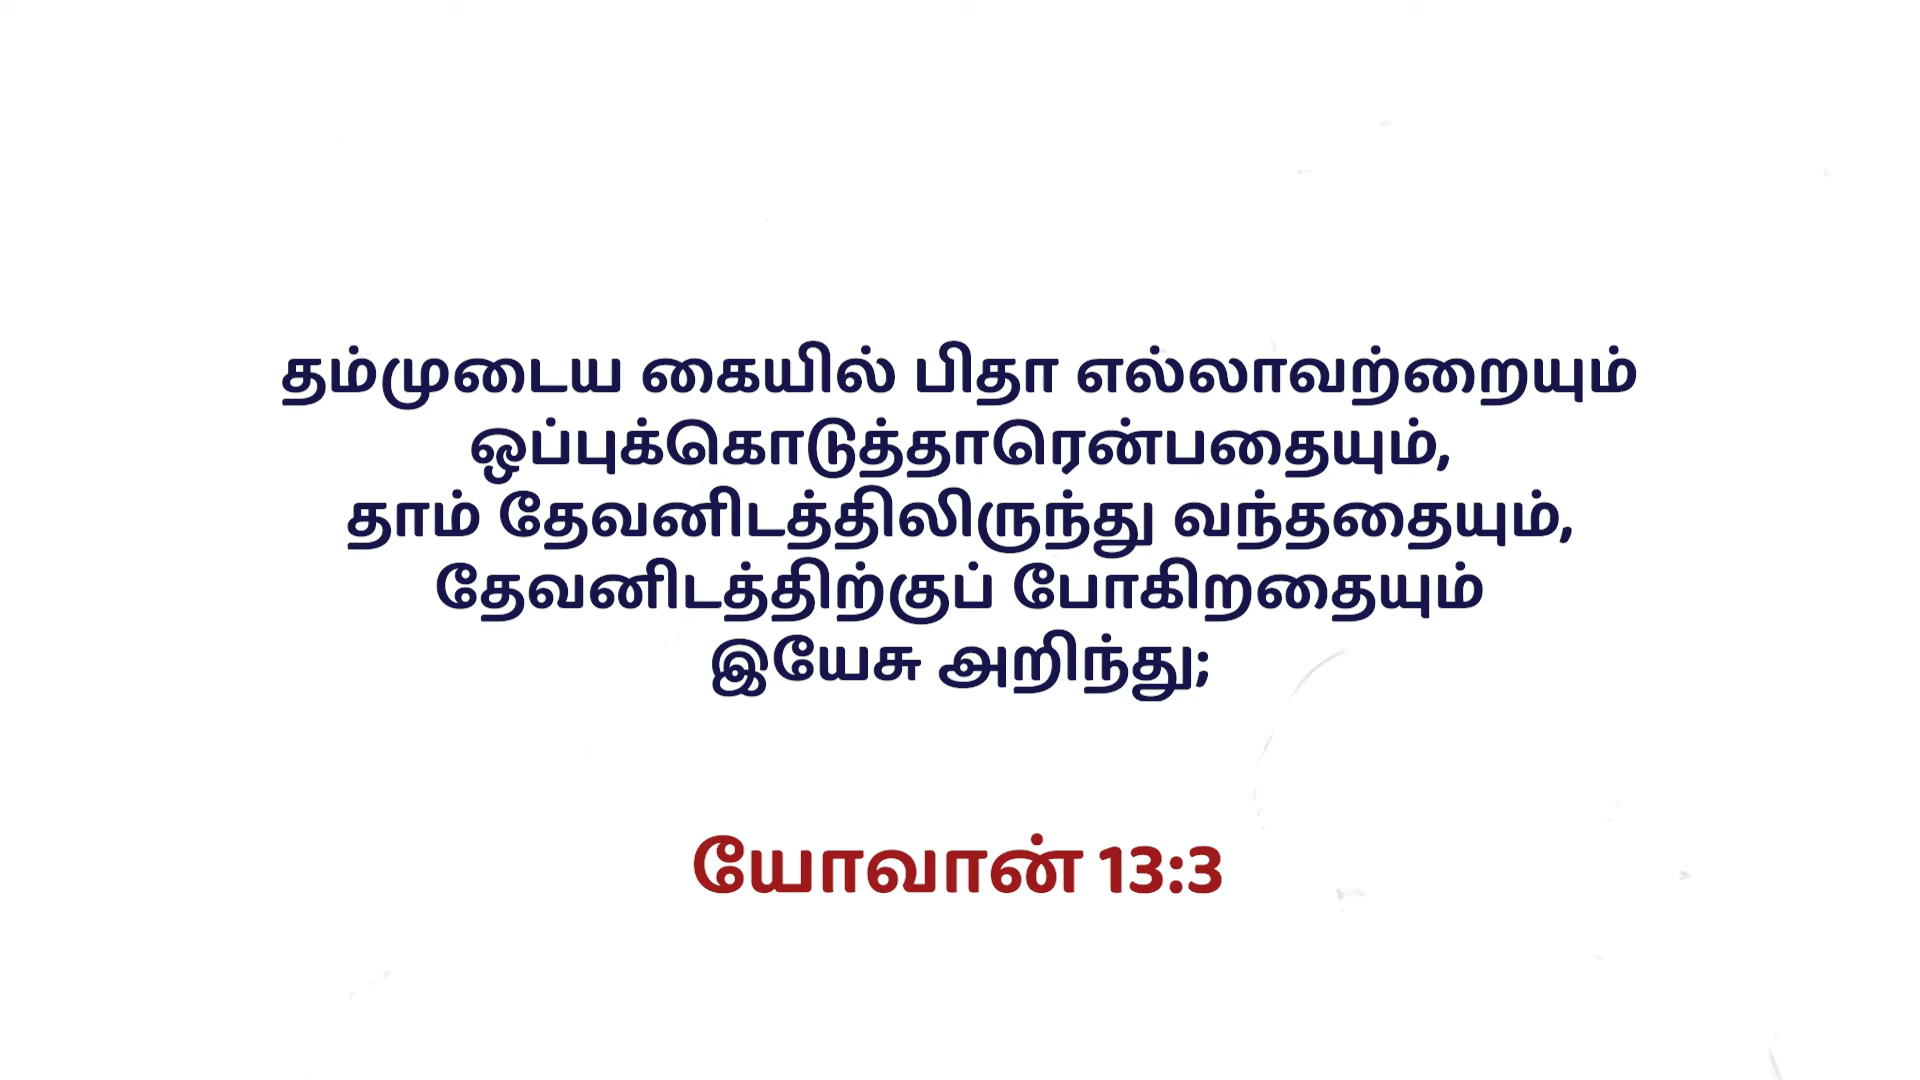 தம்முடைய கையில் பிதா எல்லாவற்றையும்
ஒப்புக்கொடுத்தாரென்பதையும்,
தாம் தேவனிடத்திலிருந்து வந்ததையும்,
தேவனிடத்திற்குப் போகிறதையும்
இயேசு அறிந்து;
யோவான் 13:3